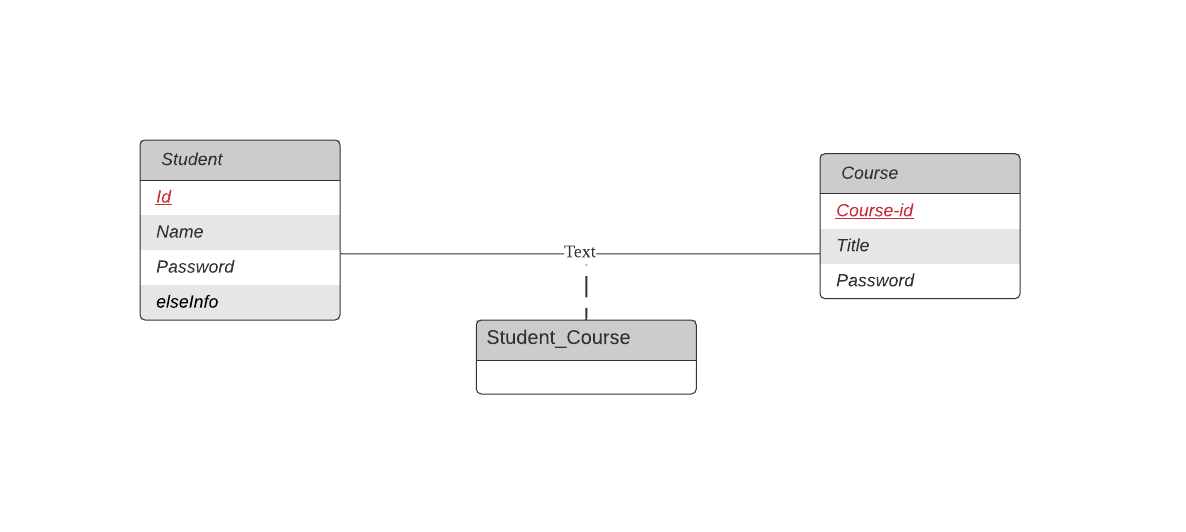 Student
Id
Name
Password
elseInfo
Text
Student_Course
Course
Course-id
Title
Password